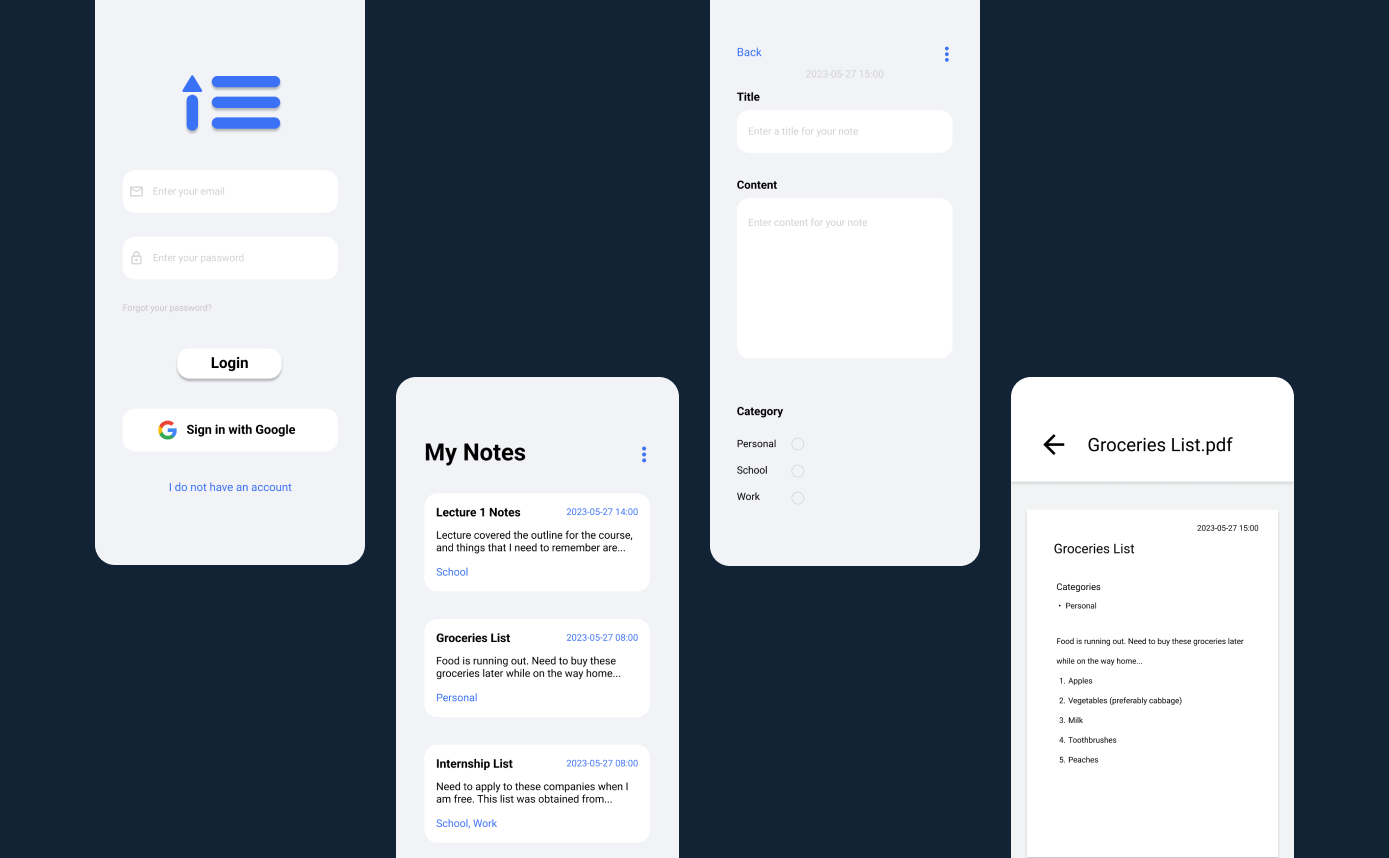 Enter your email
Enter your password
Forgot your password?
Login
Sign in with Google
I do not have an account
My Notes
Lecture 1 Notes 2023-05-27 14:00
Lecture covered the outline for the course,
and things that I need to remember are...
School
Groceries List 2023-05-27 08:00
Food is running out. Need to buy these
groceries later while on the way home...
Personal
Internship List 2023-05-27 08:00
Need to apply to these companies when I
am free. This list was obtained from...
School, Work
Back
2023-05-27 15:00
Title
Enter a title for your note
Content
Enter content for your note
Category
Personal
School
Work
Groceries List.pdf
2023-05-27 15:00
Groceries List
Categories
• Personal
Food is running out. Need to buy these groceries later
while on the way home...
1. Apples
2. Vegetables (preferably cabbage)
3. Milk
4. Toothbrushes
5. Peaches